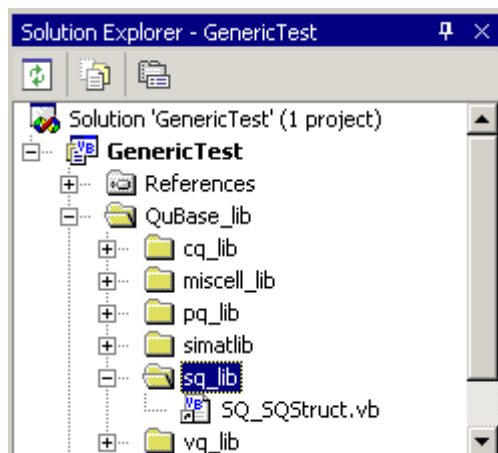 Solution Explorer - GenericTest
Solution 'GenericTest' (1 project)
GenericTest
References
QuBase_lib
cq_lib
miscell_lib
pq_lib
simatlib
sq_lib
SQ_SQStruct.vb
vq_lib